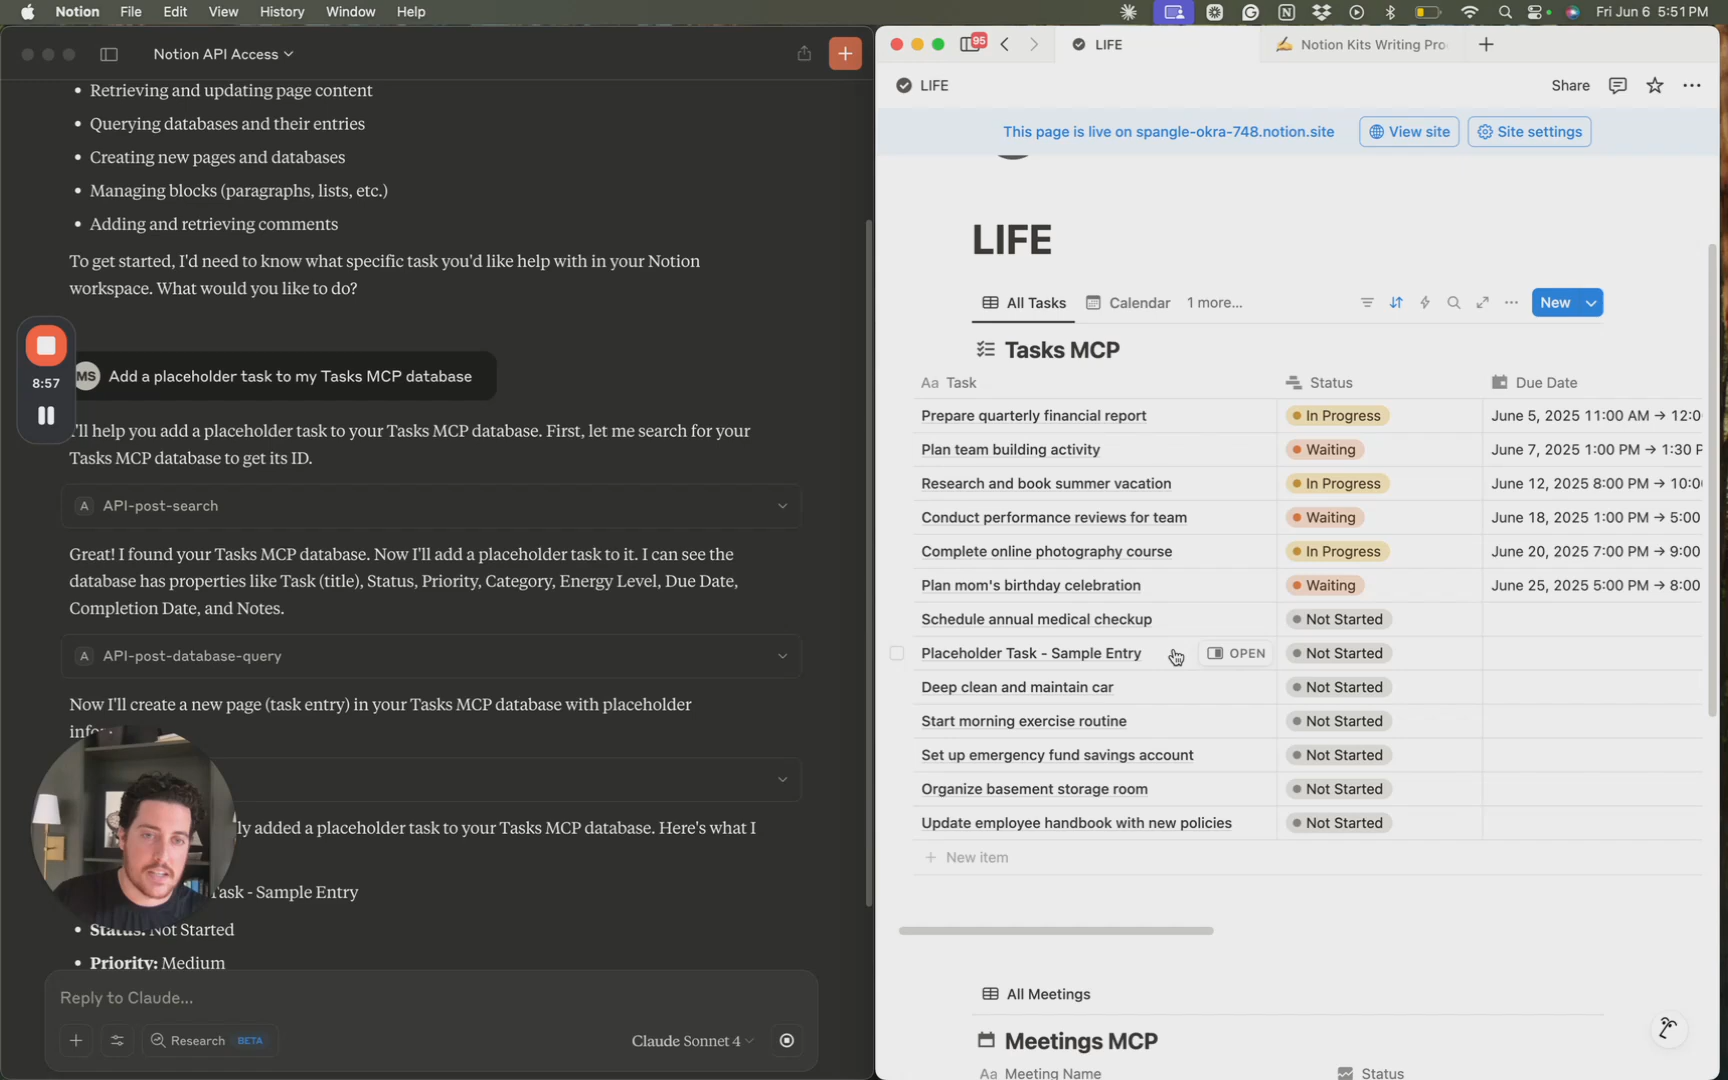 Notion File Edit View History Window Help
Fri Jun 6 5:51 PM
Notion API Access
• Retrieving and updating page content
• Querying databases and their entries
• Creating new pages and databases
• Managing blocks (paragraphs, lists, etc.)
• Adding and retrieving comments
To get started, I'd need to know what specific task you'd like help with in your Notion
workspace. What would you like to do?
8:57
MS Add a placeholder task to my Tasks MCP database
I'll help you add a placeholder task to your Tasks MCP database. First, let me search for your
Tasks MCP database to get its ID.
A API-post-search
Great! I found your Tasks MCP database. Now I'll add a placeholder task to it. I can see the
database has properties like Task (title), Status, Priority, Category, Energy Level, Due Date,
Completion Date, and Notes.
A API-post-database-query
Now I'll create a new page (task entry) in your Tasks MCP database with placeholder
ly added a placeholder task to your Tasks MCP database. Here's what I
Task - Sample Entry
• Status: Not Started
• Priority: Medium
Reply to Claude...
Research BETA
Claude Sonnet 4
95
LIFE
Notion Kits Writing Pro
LIFE
Share
This page is live on spangle-okra-748.notion.site View site Site settings
LIFE
All Tasks Calendar 1 more...
New
Tasks MCP
Aa Task Status Due Date
Prepare quarterly financial report In Progress June 5, 2025 11:00 AM → 12:0
Plan team building activity Waiting June 7, 2025 1:00 PM → 1:30 P
Research and book summer vacation In Progress June 12, 2025 8:00 PM → 10:0
Conduct performance reviews for team Waiting June 18, 2025 1:00 PM → 5:00
Complete online photography course In Progress June 20, 2025 7:00 PM → 9:00
Plan mom's birthday celebration Waiting June 25, 2025 5:00 PM → 8:00
Schedule annual medical checkup Not Started
Placeholder Task - Sample Entry OPEN Not Started
Deep clean and maintain car Not Started
Start morning exercise routine Not Started
Set up emergency fund savings account Not Started
Organize basement storage room Not Started
Update employee handbook with new policies Not Started
+ New item
All Meetings
Meetings MCP
Aa Meeting Name Status